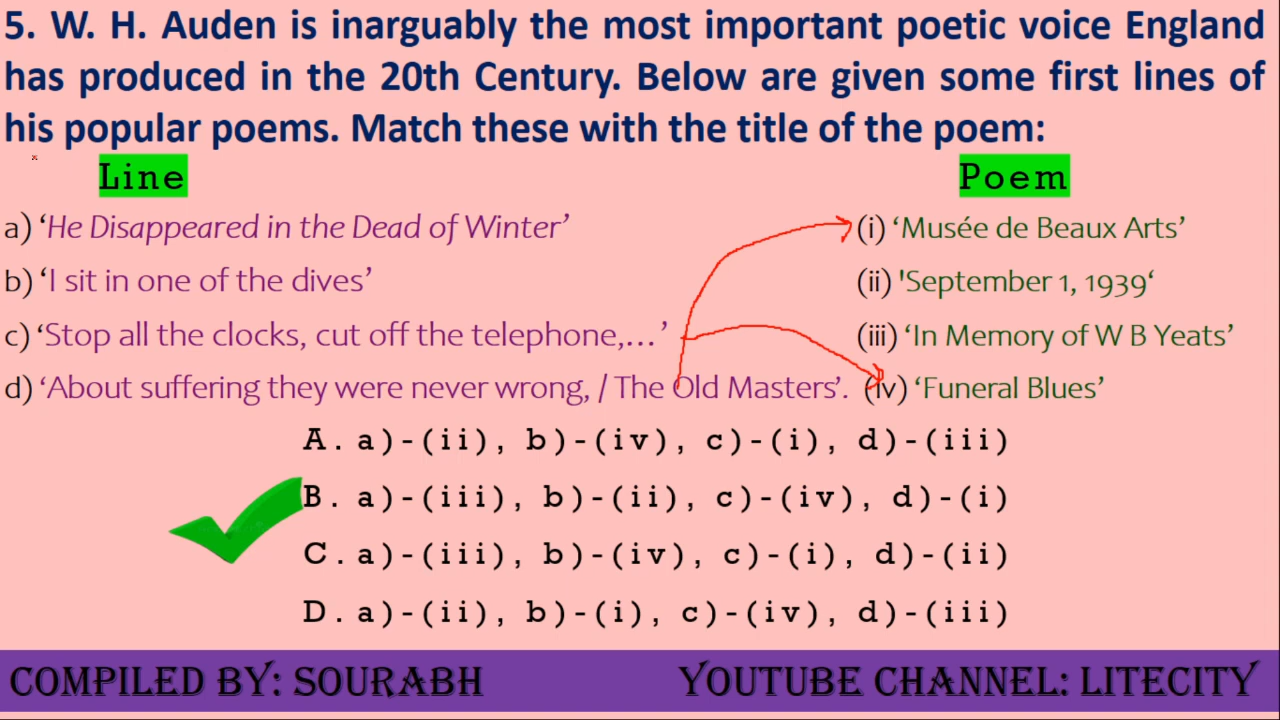 5. W. H. Auden is inarguably the most important poetic voice England
has produced in the 20th Century. Below are given some first lines of
his popular poems. Match these with the title of the poem:
Line Poem
a) ‘He Disappeared in the Dead of Winter’ (i) ‘Musée de Beaux Arts’
b) ‘I sit in one of the dives’ (ii) 'September 1, 1939‘
c) ‘Stop all the clocks, cut off the telephone,...’ (iii) ‘In Memory of W B Yeats’
d) ‘About suffering they were never wrong, / The Old Masters’. (iv) ‘Funeral Blues’
A. a)-(ii), b)-(iv), c)-(i), d)-(iii)
B. a)-(iii), b)-(ii), c)-(iv), d)-(i)
C. a)-(iii), b)-(iv), c)-(i), d)-(ii)
D. a)-(ii), b)-(i), c)-(iv), d)-(iii)
COMPILED BY: SOURABH YOUTUBE CHANNEL: LITECITY